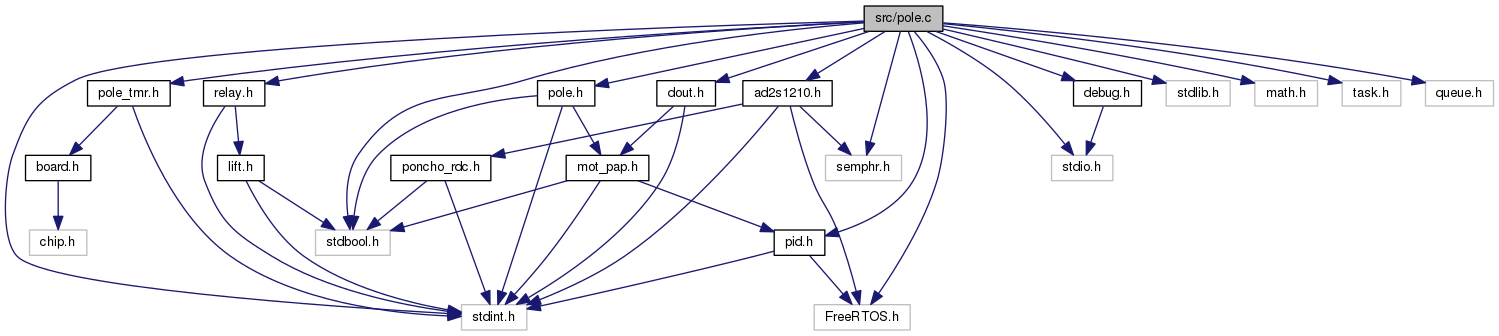 src/pole.c
pole_tmr.h
relay.h
pole.h
dout.h
ad2s1210.h
debug.h
stdlib.h
math.h
task.h
queue.h
board.h
lift.h
poncho_rdc.h
mot_pap.h
semphr.h
stdio.h
chip.h
stdbool.h
pid.h
stdint.h
FreeRTOS.h